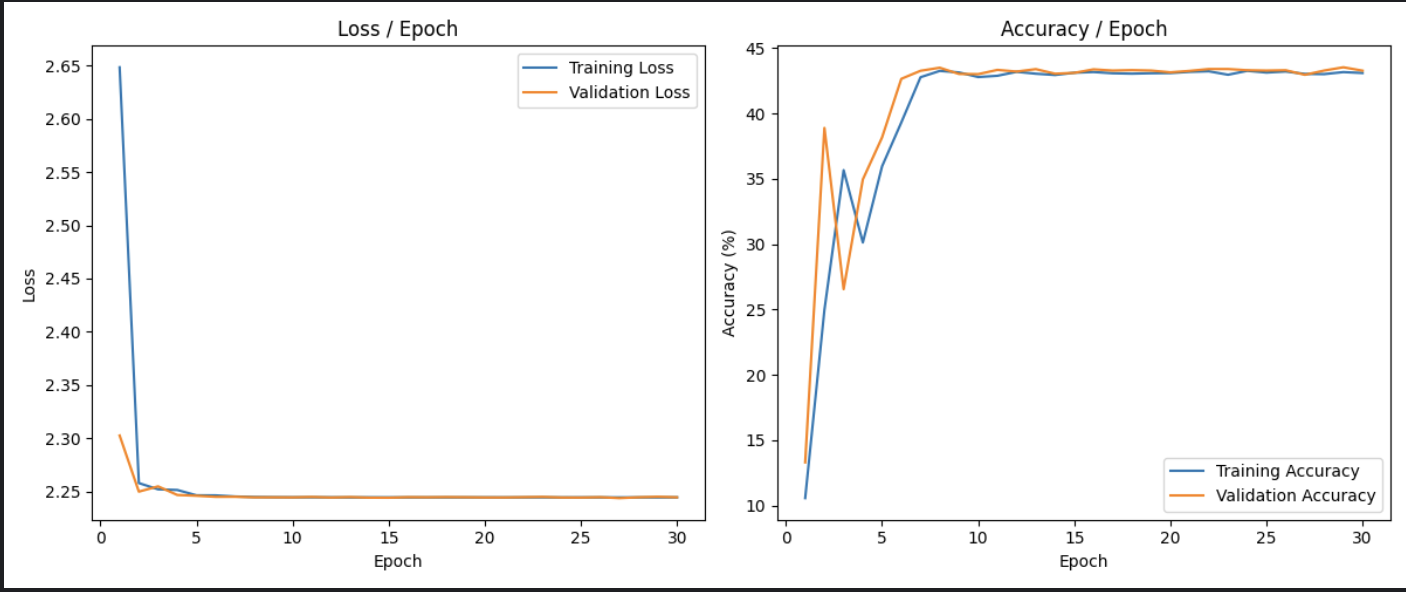 Loss / Epoch
2.65
2.60
2.55
2.50
2.45
2.40
2.35
2.30
2.25
Loss
Training Loss
Validation Loss
0 5 10 15 20 25 30
Epoch
Accuracy / Epoch
45
40
35
30
25
20
15
10
Accuracy (%)
Training Accuracy
Validation Accuracy
0 5 10 15 20 25 30
Epoch